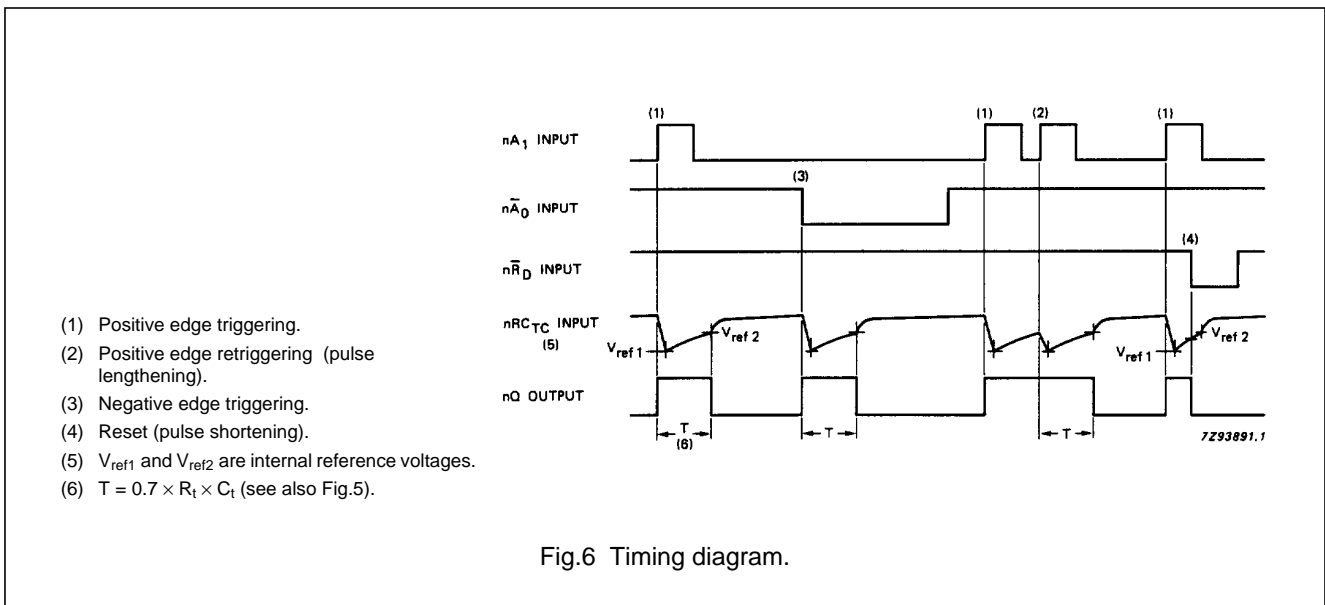 (1) Positive edge triggering.
(2) Positive edge retriggering (pulse
lengthening).
(3) Negative edge triggering.
(4) Reset (pulse shortening).
(5) Vref1 and Vref2 are internal reference voltages.
(6) T = 0.7 × Rt × Ct (see also Fig.5).
(1) (1) (2) (1)
nA1 INPUT
(3)
nA̅0 INPUT
(4)
nR̅D INPUT
nRCTC INPUT
(5)
Vref 1 Vref 2 Vref 1 Vref 2
nQ OUTPUT
T T T
(6)
7Z93891.1
Fig.6 Timing diagram.